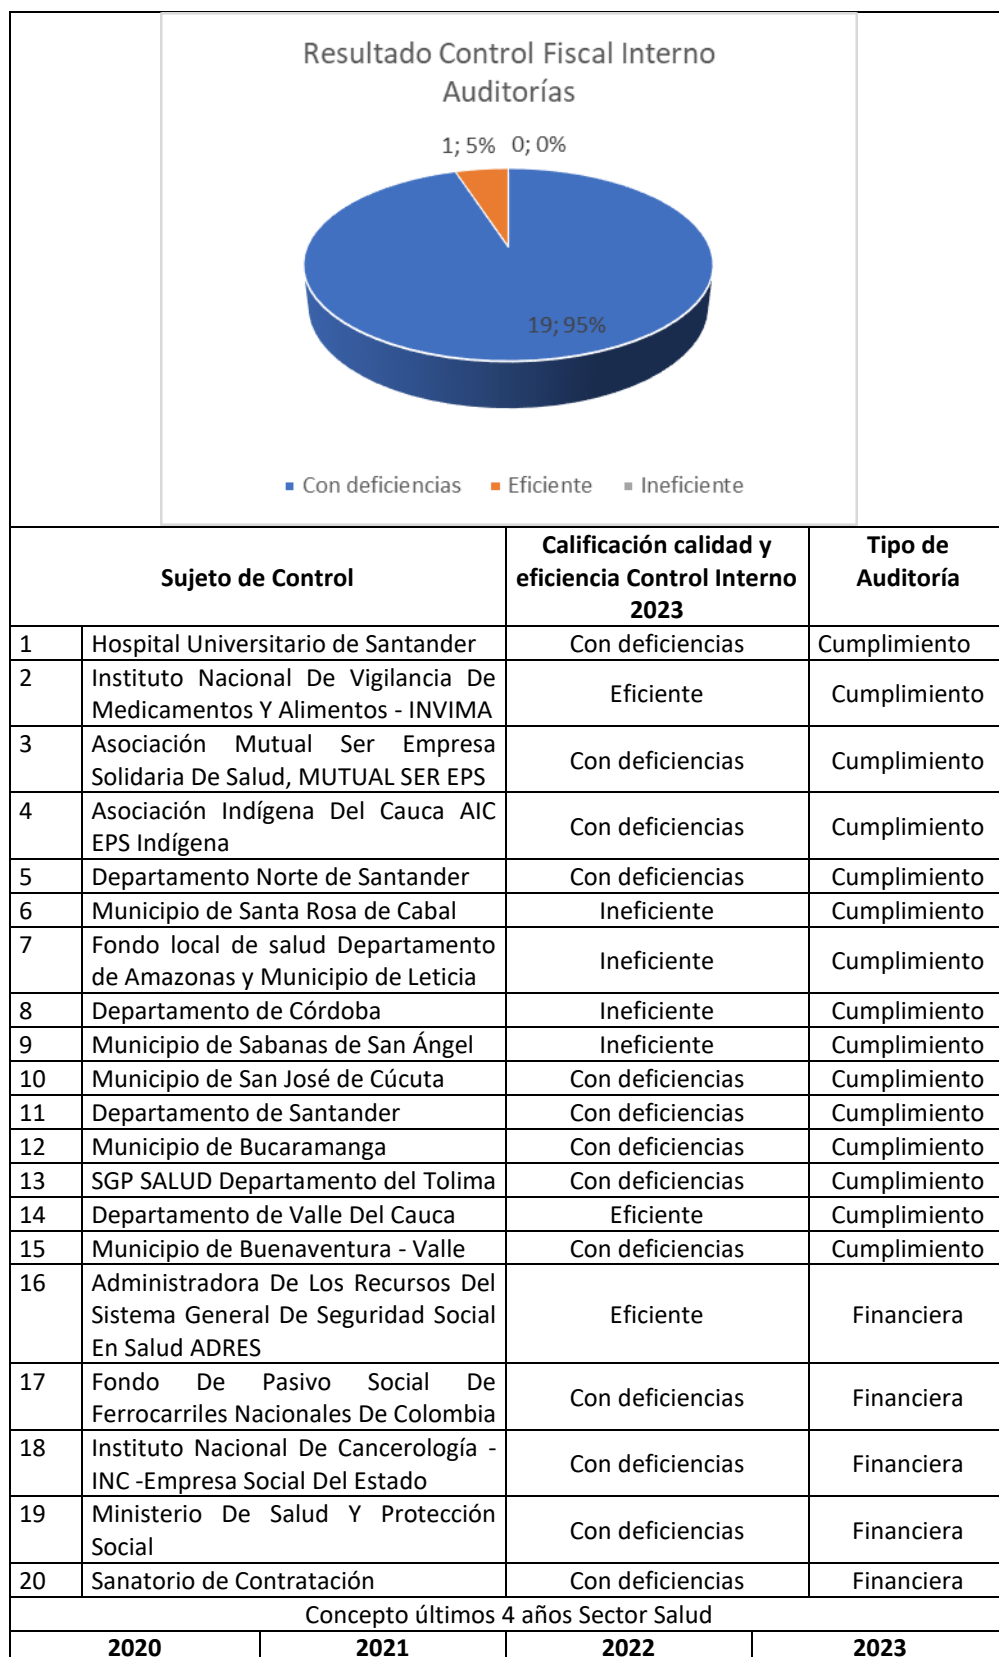 Resultado Control Fiscal Interno
Auditorías
1; 5% 0; 0%
19; 95%
Con deficiencias Eficiente Ineficiente
Sujeto de Control
Calificación calidad y
eficiencia Control Interno
2023
Tipo de
Auditoría
1 Hospital Universitario de Santander Con deficiencias Cumplimiento
2 Instituto Nacional De Vigilancia De
Medicamentos Y Alimentos - INVIMA
Eficiente Cumplimiento
3 Asociación Mutual Ser Empresa
Solidaria De Salud, MUTUAL SER EPS
Con deficiencias Cumplimiento
4 Asociación Indígena Del Cauca AIC
EPS Indígena
Con deficiencias Cumplimiento
5 Departamento Norte de Santander Con deficiencias Cumplimiento
6 Municipio de Santa Rosa de Cabal Ineficiente Cumplimiento
7 Fondo local de salud Departamento
de Amazonas y Municipio de Leticia
Ineficiente Cumplimiento
8 Departamento de Córdoba Ineficiente Cumplimiento
9 Municipio de Sabanas de San Ángel Ineficiente Cumplimiento
10 Municipio de San José de Cúcuta Con deficiencias Cumplimiento
11 Departamento de Santander Con deficiencias Cumplimiento
12 Municipio de Bucaramanga Con deficiencias Cumplimiento
13 SGP SALUD Departamento del Tolima Con deficiencias Cumplimiento
14 Departamento de Valle Del Cauca Eficiente Cumplimiento
15 Municipio de Buenaventura - Valle Con deficiencias Cumplimiento
16 Administradora De Los Recursos Del
Sistema General De Seguridad Social
En Salud ADRES
Eficiente Financiera
17 Fondo De Pasivo Social De
Ferrocarriles Nacionales De Colombia
Con deficiencias Financiera
18 Instituto Nacional De Cancerología -
INC -Empresa Social Del Estado
Con deficiencias Financiera
19 Ministerio De Salud Y Protección
Social
Con deficiencias Financiera
20 Sanatorio de Contratación Con deficiencias Financiera
Concepto últimos 4 años Sector Salud
2020 2021 2022 2023